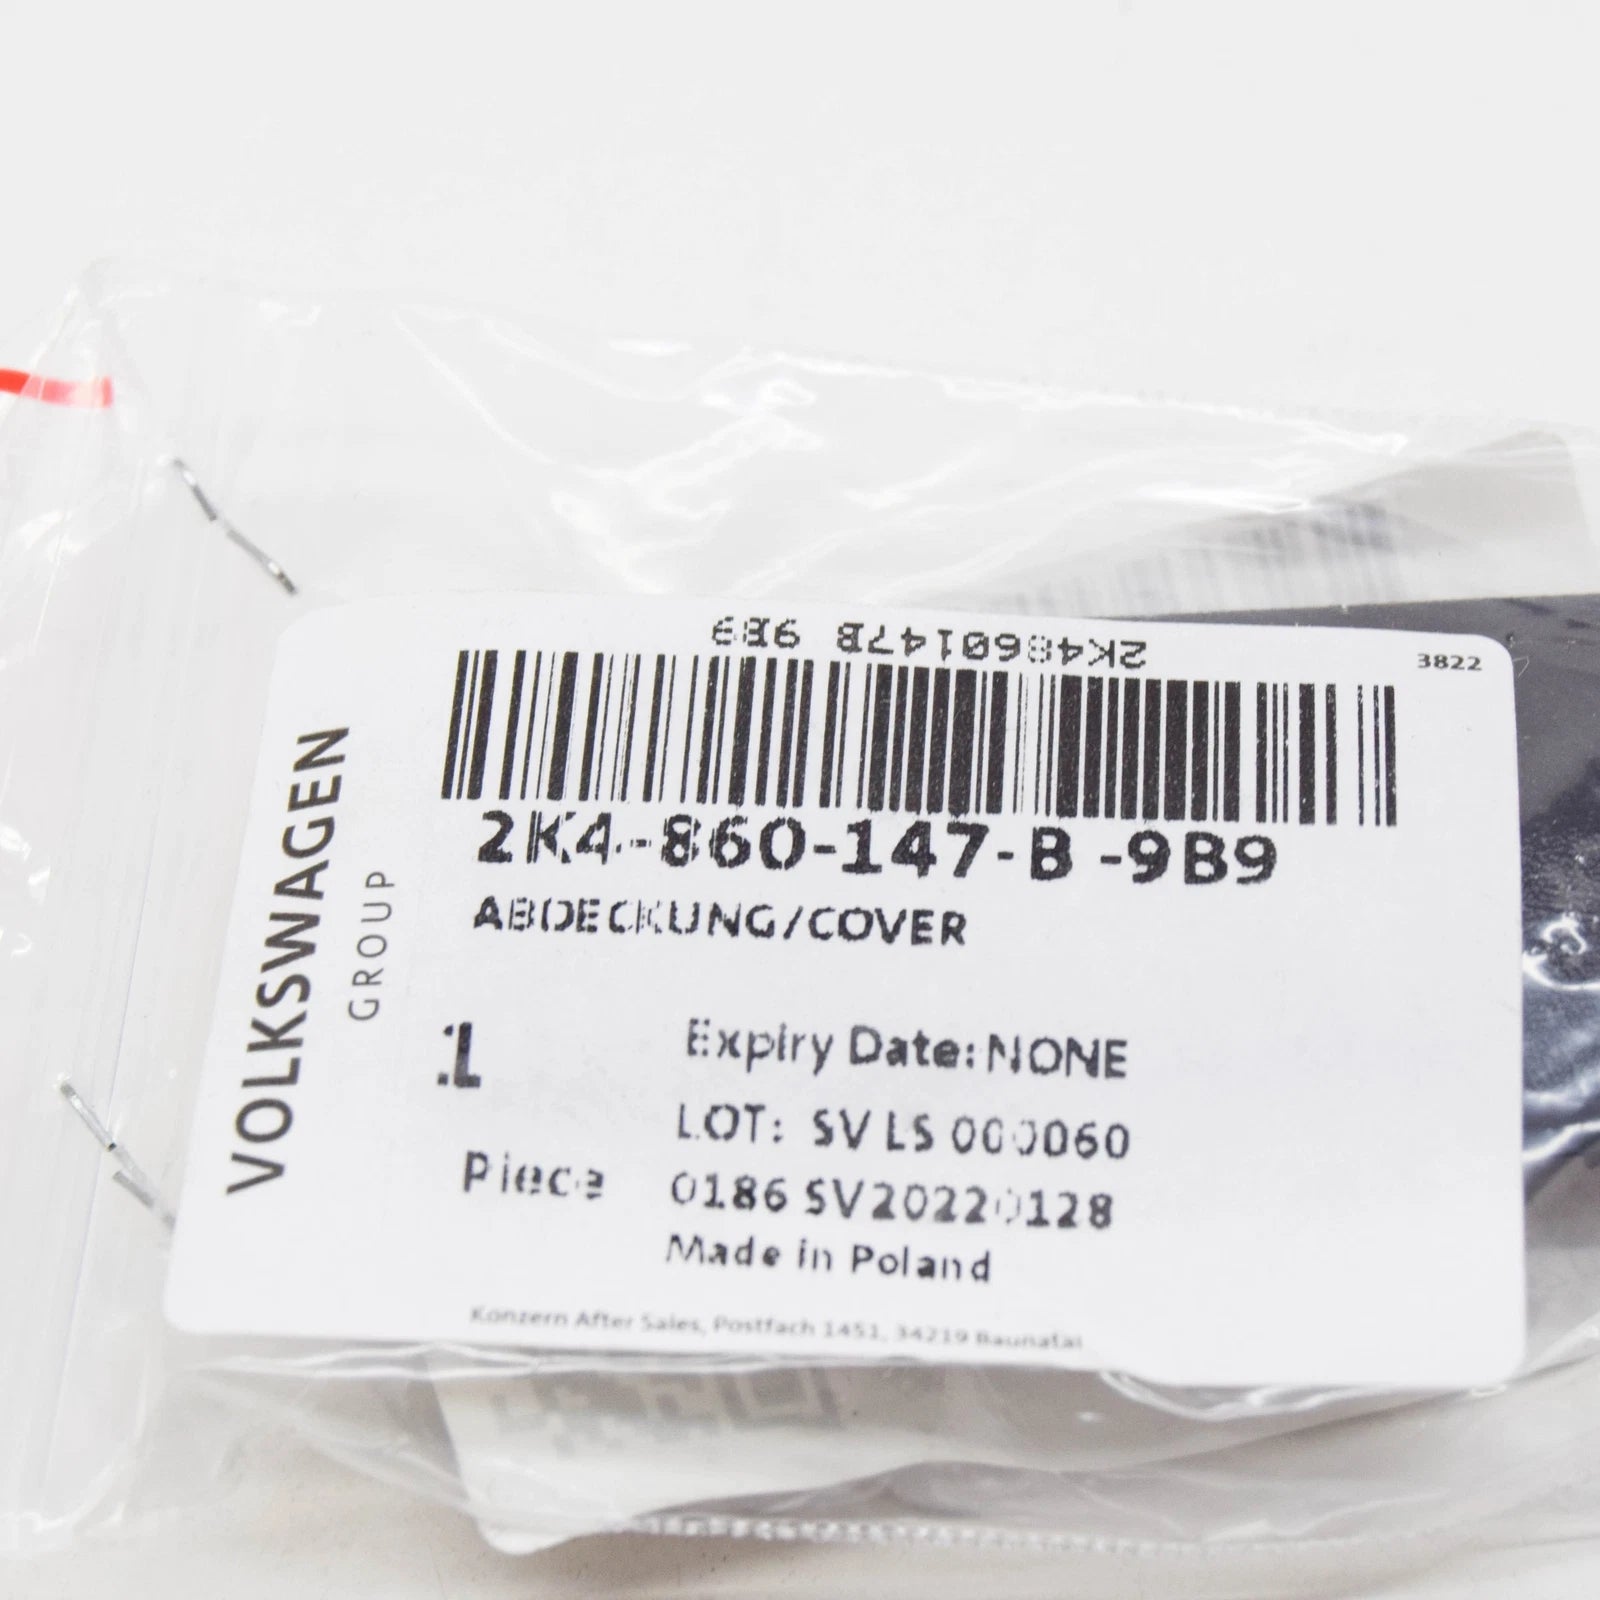 2K4860147B 9B9
3822
2K4-860-147-B -9B9
ABDECKUNG/COVER
VOLKSWAGEN
GROUP
1
Piece
Expiry Date: NONE
LOT: SV LS 000060
0186 SV20220128
Made in Poland
Konzern After Sales, Postfach 1451, 34219 Baunatal